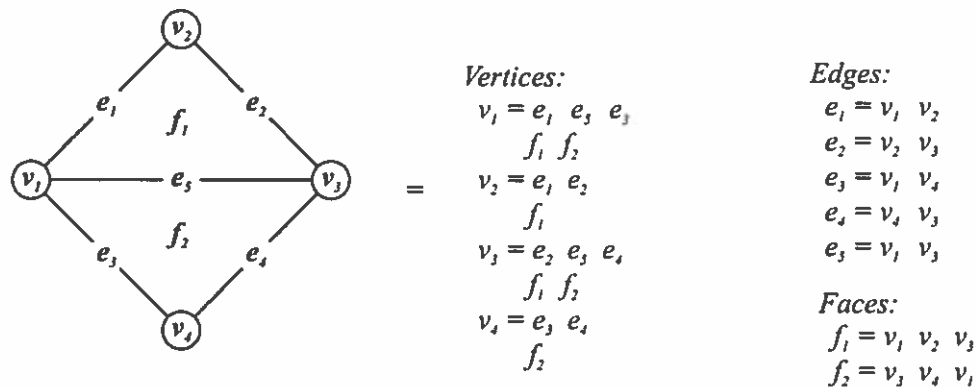 v₂
e₁ e₂
f₁
v₁ e₅ v₃
f₂
e₃ e₄
v₄
=
Vertices:
v₁ = e₁ e₅ e₃
f₁ f₂
v₂ = e₁ e₂
f₁
v₃ = e₂ e₅ e₄
f₁ f₂
v₄ = e₃ e₄
f₂
Edges:
e₁ = v₁ v₂
e₂ = v₂ v₃
e₃ = v₁ v₄
e₄ = v₄ v₃
e₅ = v₁ v₃
Faces:
f₁ = v₁ v₂ v₃
f₂ = v₃ v₄ v₁